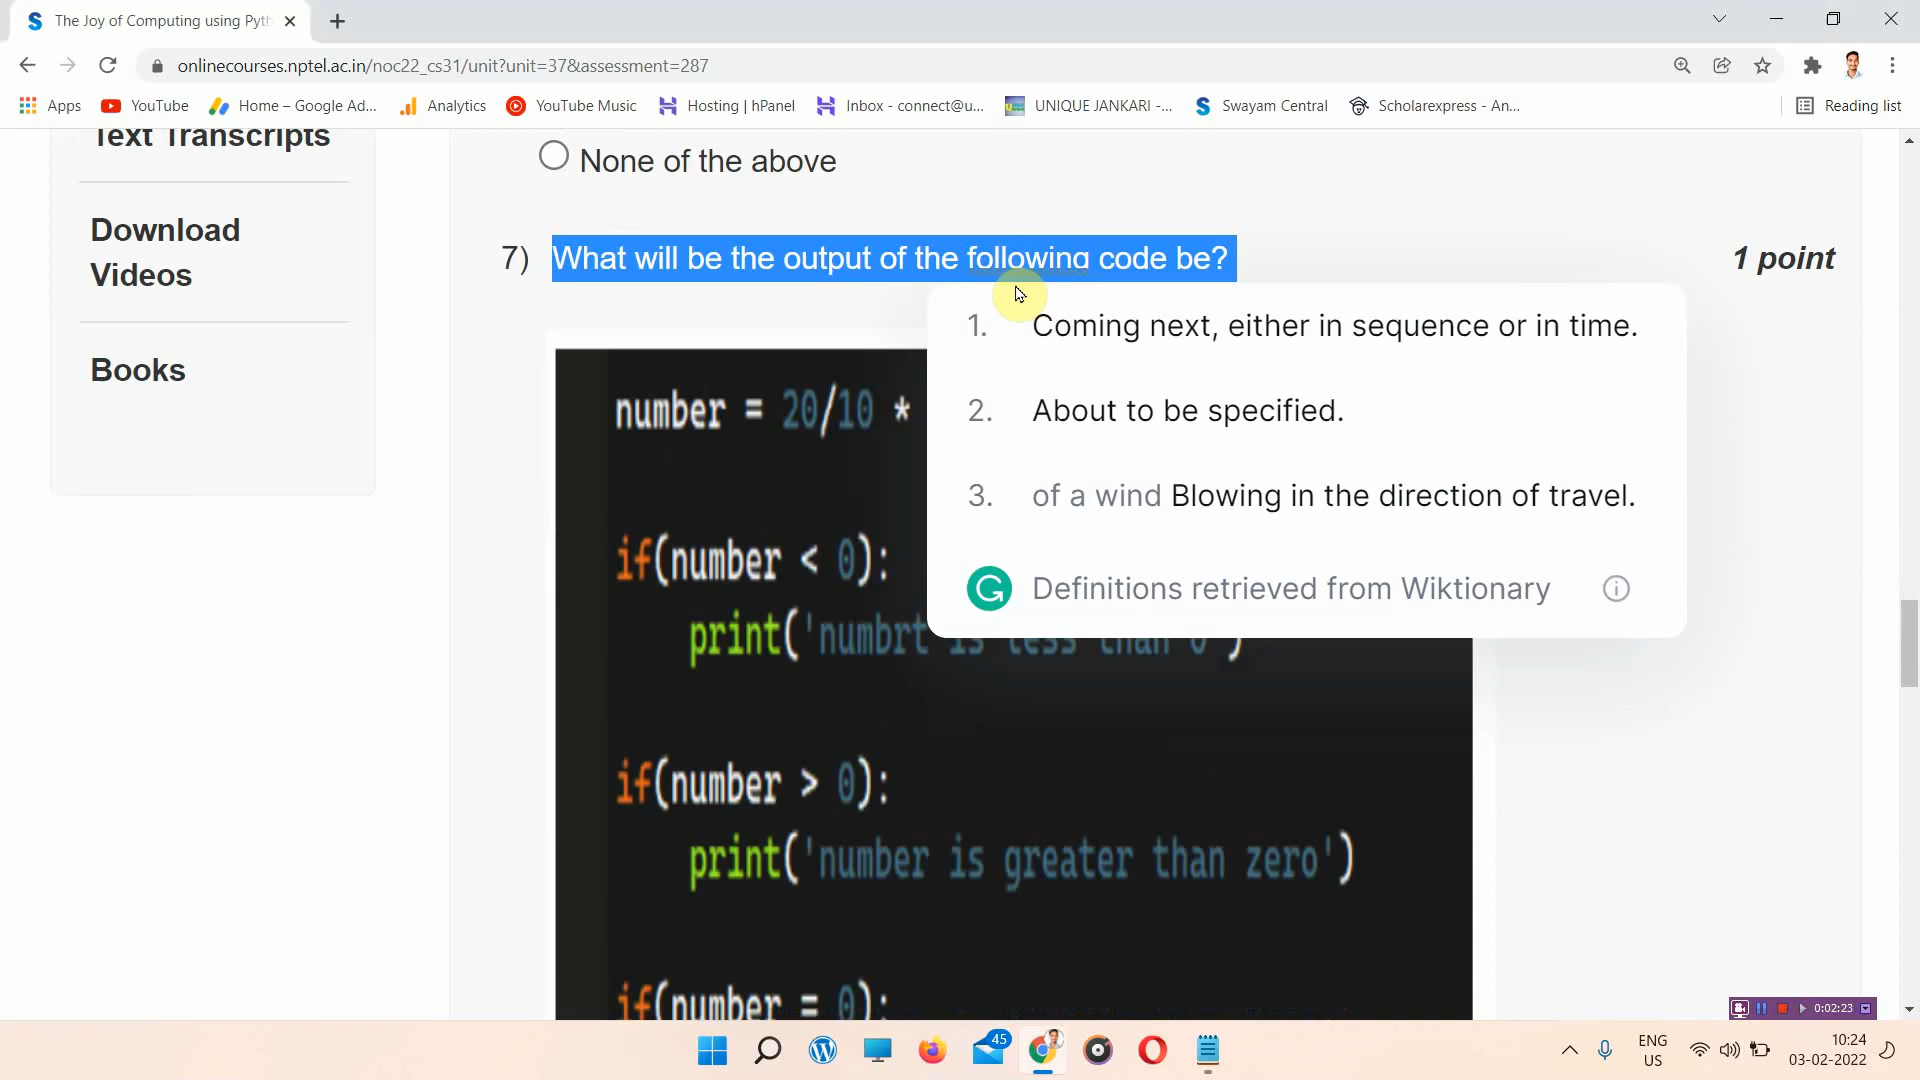 The Joy of Computing using Pyth
onlinecourses.nptel.ac.in/noc22_cs31/unit?unit=37&assessment=287
Apps YouTube Home – Google Ad... Analytics YouTube Music Hosting | hPanel Inbox - connect@u... UNIQUE JANKARI -... Swayam Central Scholarexpress - An... Reading list
Text Transcripts
Download
Videos
Books
None of the above
7) What will be the output of the following code be? 1 point
1. Coming next, either in sequence or in time.
2. About to be specified.
3. of a wind Blowing in the direction of travel.
Definitions retrieved from Wiktionary
number = 20/10 *
if(number < 0):
print('numbrt is less than 0')
if(number > 0):
print('number is greater than zero')
if(number = 0):
0:02:23
45
ENG
US
10:24
03-02-2022